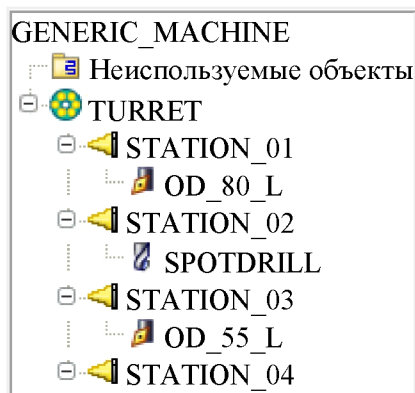 GENERIC_MACHINE
Неиспользуемые объекты
TURRET
STATION_01
OD_80_L
STATION_02
SPOTDRILL
STATION_03
OD_55_L
STATION_04